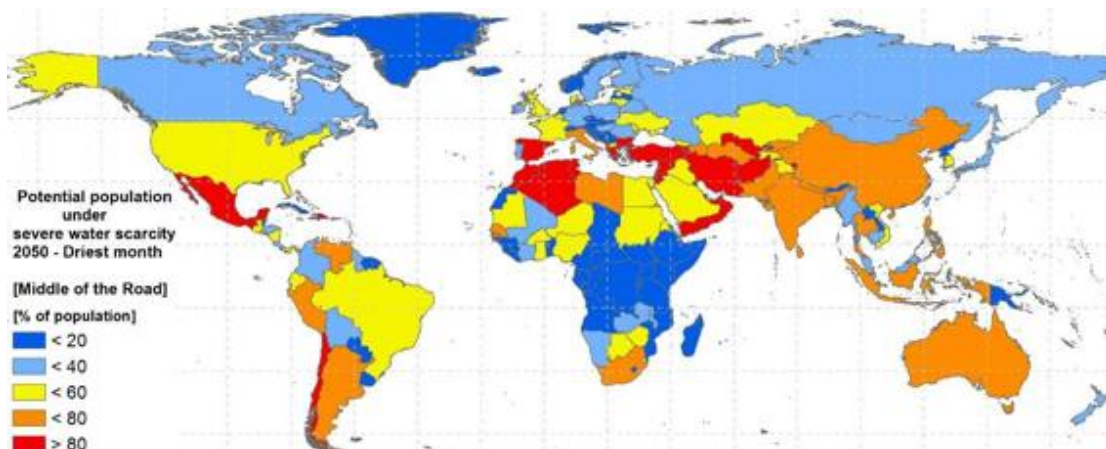 Potential population
under
severe water scarcity
2050 - Driest month
[Middle of the Road]
[% of population]
< 20
< 40
< 60
< 80
> 80